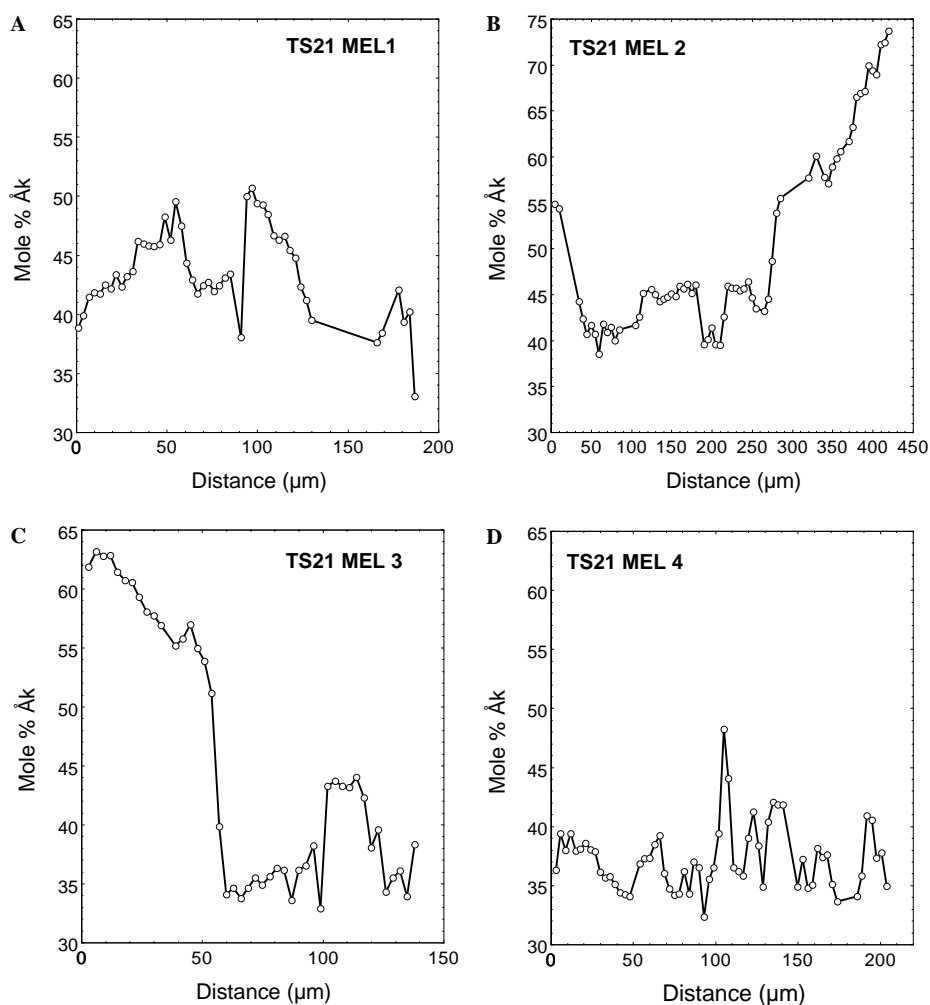 A
TS21 MEL1
65
60
55
50
45
40
35
30
Mole % Åk
0 50 100 150 200
Distance (µm)
B
TS21 MEL 2
75
70
65
60
55
50
45
40
35
30
Mole % Åk
0 50 100 150 200 250 300 350 400 450
Distance (µm)
C
TS21 MEL 3
65
60
55
50
45
40
35
30
Mole % Åk
0 50 100 150
Distance (µm)
D
TS21 MEL 4
65
60
55
50
45
40
35
30
Mole % Åk
0 50 100 150 200
Distance (µm)